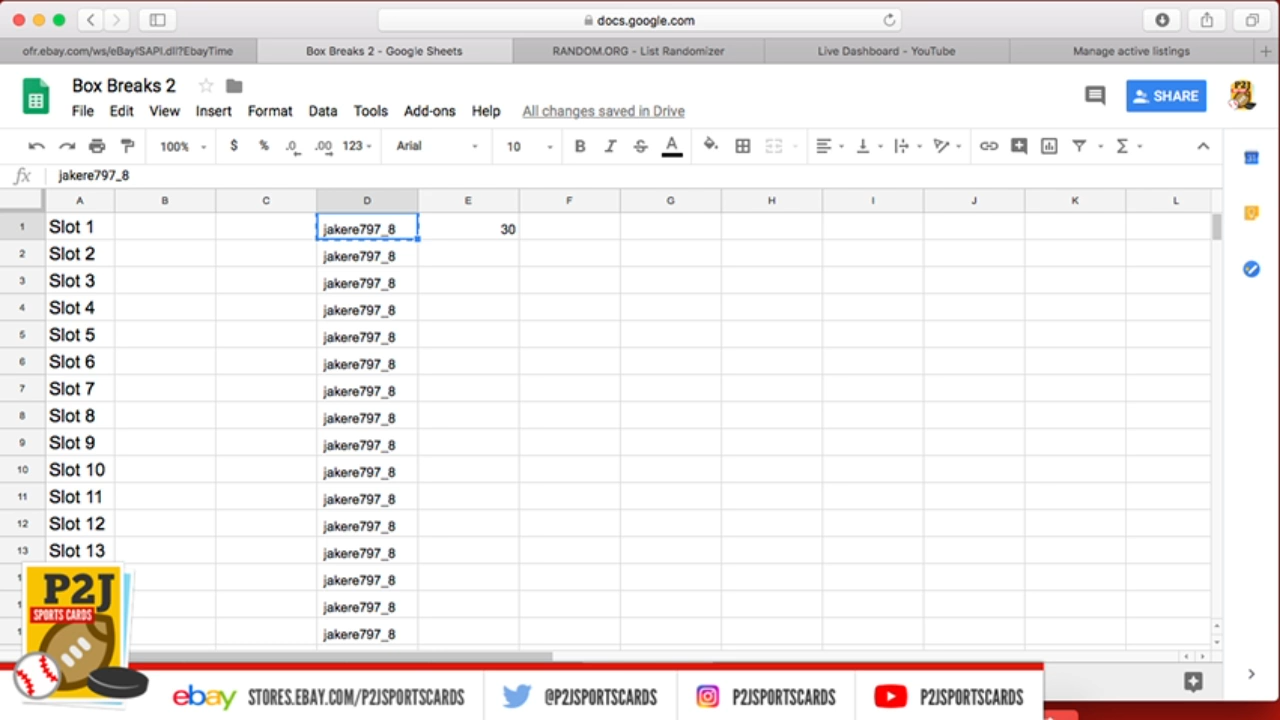 docs.google.com
ofr.ebay.com/ws/eBayISAPI.dll?EbayTime
Box Breaks 2 - Google Sheets
RANDOM.ORG - List Randomizer
Live Dashboard - YouTube
Manage active listings
Box Breaks 2
File Edit View Insert Format Data Tools Add-ons Help All changes saved in Drive
SHARE
100% $ % .0 .00 123 Arial 10 B I S A Σ
fx jakere797_8
A B C D E F G H I J K L
1 Slot 1 jakere797_8 30
2 Slot 2 jakere797_8
3 Slot 3 jakere797_8
4 Slot 4 jakere797_8
5 Slot 5 jakere797_8
6 Slot 6 jakere797_8
7 Slot 7 jakere797_8
8 Slot 8 jakere797_8
9 Slot 9 jakere797_8
10 Slot 10 jakere797_8
11 Slot 11 jakere797_8
12 Slot 12 jakere797_8
13 Slot 13 jakere797_8
jakere797_8
jakere797_8
jakere797_8
P2J
SPORTS CARDS
ebay STORES.EBAY.COM/P2JSPORTSCARDS @P2JSPORTSCARDS P2JSPORTSCARDS P2JSPORTSCARDS